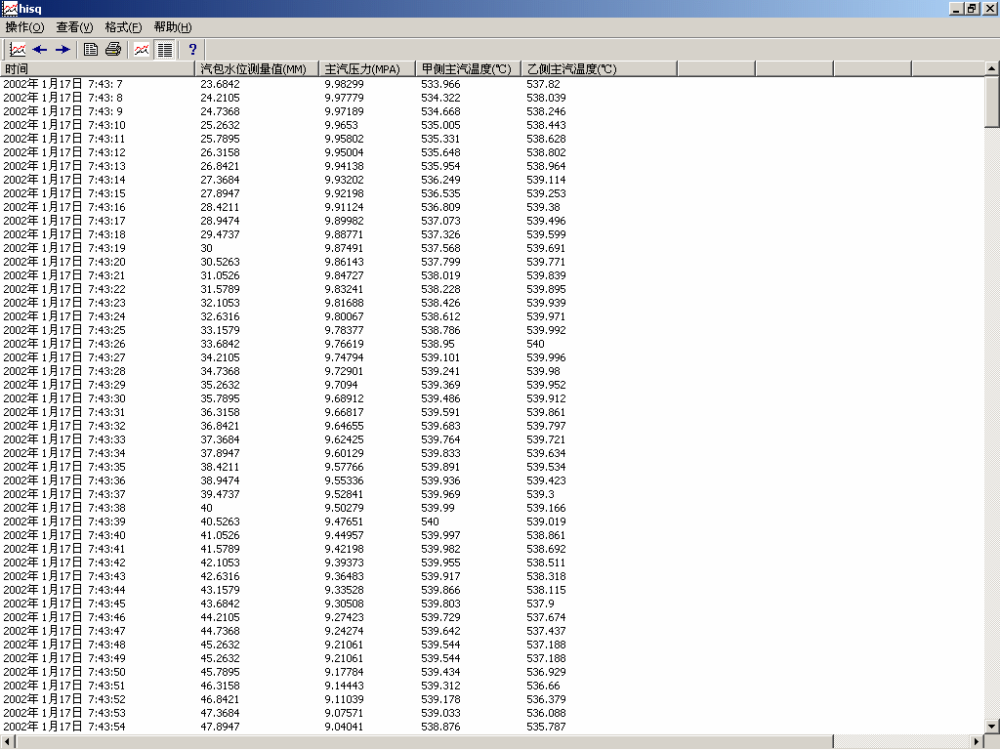 hisq
操作(O) 查看(V) 格式(F) 帮助(H)
?
时间 汽包水位测量值(MM) 主汽压力(MPA) 甲侧主汽温度(℃) 乙侧主汽温度(℃)
2002年 1月17日 7:43: 7 23.6842 9.98299 533.966 537.82
2002年 1月17日 7:43: 8 24.2105 9.97779 534.322 538.039
2002年 1月17日 7:43: 9 24.7368 9.97189 534.668 538.246
2002年 1月17日 7:43:10 25.2632 9.9653 535.005 538.443
2002年 1月17日 7:43:11 25.7895 9.95802 535.331 538.628
2002年 1月17日 7:43:12 26.3158 9.95004 535.648 538.802
2002年 1月17日 7:43:13 26.8421 9.94138 535.954 538.964
2002年 1月17日 7:43:14 27.3684 9.93202 536.249 539.114
2002年 1月17日 7:43:15 27.8947 9.92198 536.535 539.253
2002年 1月17日 7:43:16 28.4211 9.91124 536.809 539.38
2002年 1月17日 7:43:17 28.9474 9.89982 537.073 539.496
2002年 1月17日 7:43:18 29.4737 9.88771 537.326 539.599
2002年 1月17日 7:43:19 30 9.87491 537.568 539.691
2002年 1月17日 7:43:20 30.5263 9.86143 537.799 539.771
2002年 1月17日 7:43:21 31.0526 9.84727 538.019 539.839
2002年 1月17日 7:43:22 31.5789 9.83241 538.228 539.895
2002年 1月17日 7:43:23 32.1053 9.81688 538.426 539.939
2002年 1月17日 7:43:24 32.6316 9.80067 538.612 539.971
2002年 1月17日 7:43:25 33.1579 9.78377 538.786 539.992
2002年 1月17日 7:43:26 33.6842 9.76619 538.95 540
2002年 1月17日 7:43:27 34.2105 9.74794 539.101 539.996
2002年 1月17日 7:43:28 34.7368 9.72901 539.241 539.98
2002年 1月17日 7:43:29 35.2632 9.7094 539.369 539.952
2002年 1月17日 7:43:30 35.7895 9.68912 539.486 539.912
2002年 1月17日 7:43:31 36.3158 9.66817 539.591 539.861
2002年 1月17日 7:43:32 36.8421 9.64655 539.683 539.797
2002年 1月17日 7:43:33 37.3684 9.62425 539.764 539.721
2002年 1月17日 7:43:34 37.8947 9.60129 539.833 539.634
2002年 1月17日 7:43:35 38.4211 9.57766 539.891 539.534
2002年 1月17日 7:43:36 38.9474 9.55336 539.936 539.423
2002年 1月17日 7:43:37 39.4737 9.52841 539.969 539.3
2002年 1月17日 7:43:38 40 9.50279 539.99 539.166
2002年 1月17日 7:43:39 40.5263 9.47651 540 539.019
2002年 1月17日 7:43:40 41.0526 9.44957 539.997 538.861
2002年 1月17日 7:43:41 41.5789 9.42198 539.982 538.692
2002年 1月17日 7:43:42 42.1053 9.39373 539.955 538.511
2002年 1月17日 7:43:43 42.6316 9.36483 539.917 538.318
2002年 1月17日 7:43:44 43.1579 9.33528 539.866 538.115
2002年 1月17日 7:43:45 43.6842 9.30508 539.803 537.9
2002年 1月17日 7:43:46 44.2105 9.27423 539.729 537.674
2002年 1月17日 7:43:47 44.7368 9.24274 539.642 537.437
2002年 1月17日 7:43:48 45.2632 9.21061 539.544 537.188
2002年 1月17日 7:43:49 45.2632 9.21061 539.544 537.188
2002年 1月17日 7:43:50 45.7895 9.17784 539.434 536.929
2002年 1月17日 7:43:51 46.3158 9.14443 539.312 536.66
2002年 1月17日 7:43:52 46.8421 9.11039 539.178 536.379
2002年 1月17日 7:43:53 47.3684 9.07571 539.033 536.088
2002年 1月17日 7:43:54 47.8947 9.04041 538.876 535.787